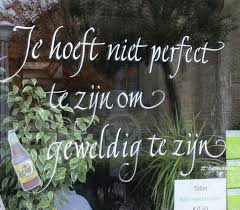 Je hoeft niet perfect
te zijn om
geweldig te zijn